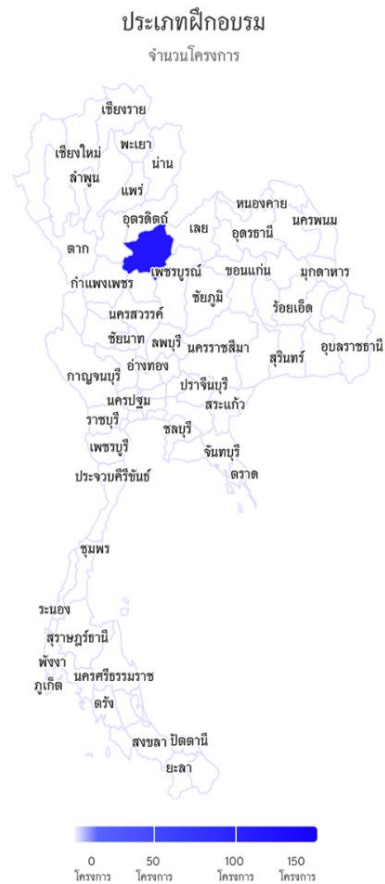 ประเภทฝึกอบรม
จำนวนโครงการ
เชียงราย
พะเยา
เชียงใหม่
น่าน
ลำพูน
แพร่
หนองคาย
อุตรดิตถ์
นครพนม
เลย
อุดรธานี
ตาก
เพชรบูรณ์
ขอนแก่น
มุกดาหาร
กำแพงเพชร
ชัยภูมิ
ร้อยเอ็ด
นครสวรรค์
ชัยนาท
ลพบุรี
นครราชสีมา
อุบลราชธานี
สุรินทร์
อ่างทอง
กาญจนบุรี
ปราจีนบุรี
นครปฐม
สระแก้ว
ราชบุรี
ชลบุรี
เพชรบุรี
จันทบุรี
ประจวบคีรีขันธ์
ตราด
ชุมพร
ระนอง
สุราษฎร์ธานี
พังงา
นครศรีธรรมราช
ภูเก็ต
ตรัง
สงขลา
ปัตตานี
ยะลา
0 50 100 150
โครงการ โครงการ โครงการ โครงการ